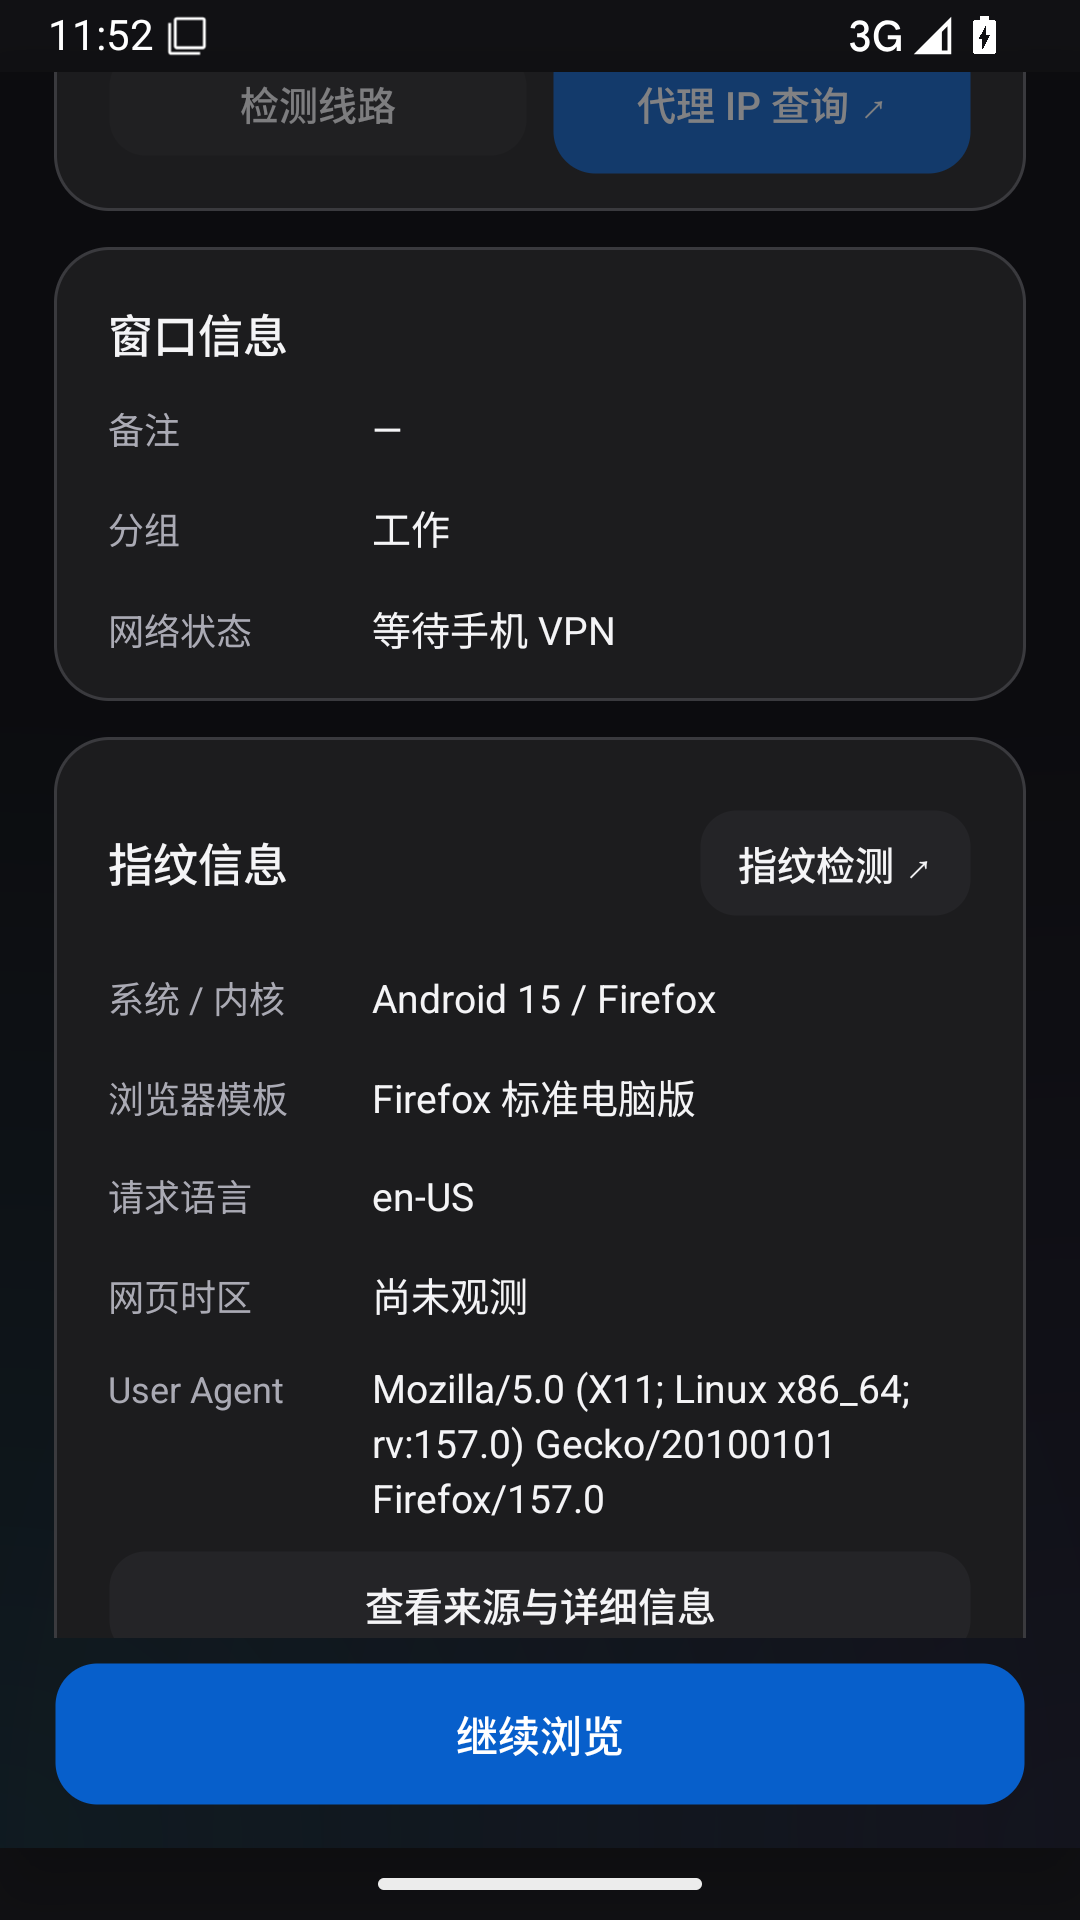 11:52
3G
检测线路
代理 IP 查询 ↗
窗口信息
备注 —
分组 工作
网络状态 等待手机 VPN
指纹信息
指纹检测 ↗
系统 / 内核 Android 15 / Firefox
浏览器模板 Firefox 标准电脑版
请求语言 en-US
网页时区 尚未观测
User Agent Mozilla/5.0 (X11; Linux x86_64;
rv:157.0) Gecko/20100101
Firefox/157.0
查看来源与详细信息
继续浏览